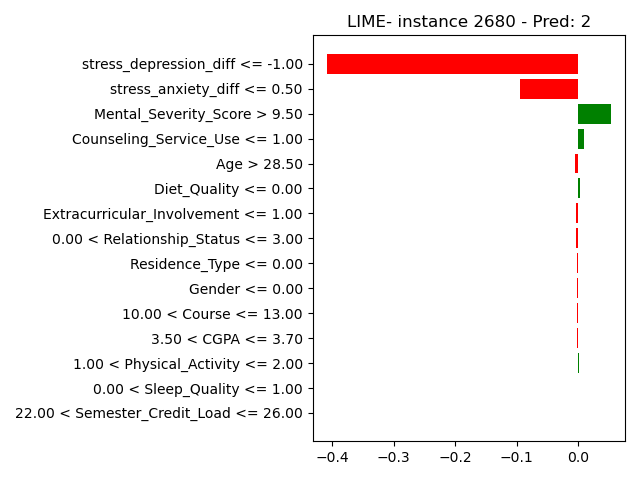 LIME- instance 2680 - Pred: 2
stress_depression_diff <= -1.00
stress_anxiety_diff <= 0.50
Mental_Severity_Score > 9.50
Counseling_Service_Use <= 1.00
Age > 28.50
Diet_Quality <= 0.00
Extracurricular_Involvement <= 1.00
0.00 < Relationship_Status <= 3.00
Residence_Type <= 0.00
Gender <= 0.00
10.00 < Course <= 13.00
3.50 < CGPA <= 3.70
1.00 < Physical_Activity <= 2.00
0.00 < Sleep_Quality <= 1.00
22.00 < Semester_Credit_Load <= 26.00
−0.4 −0.3 −0.2 −0.1 0.0